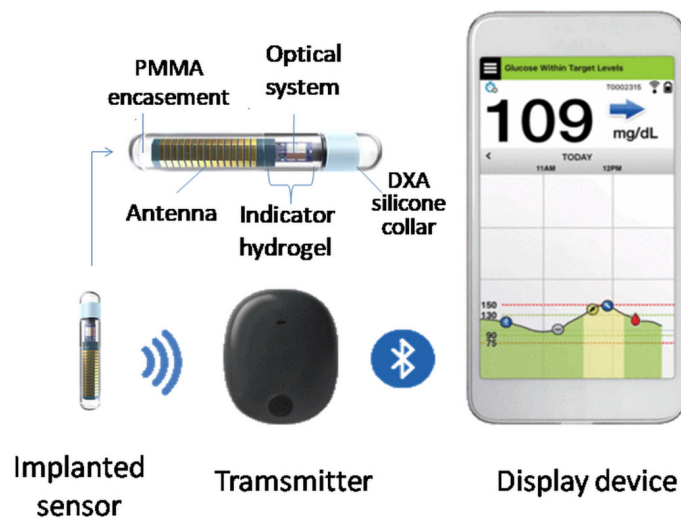 PMMA
encasement
Optical
system
Antenna
Indicator
hydrogel
DXA
silicone
collar
Glucose Within Target Levels
T0002315
109
mg/dL
TODAY
11AM 12PM
150
130
90
75
Implanted
sensor
Tramsmitter
Display device